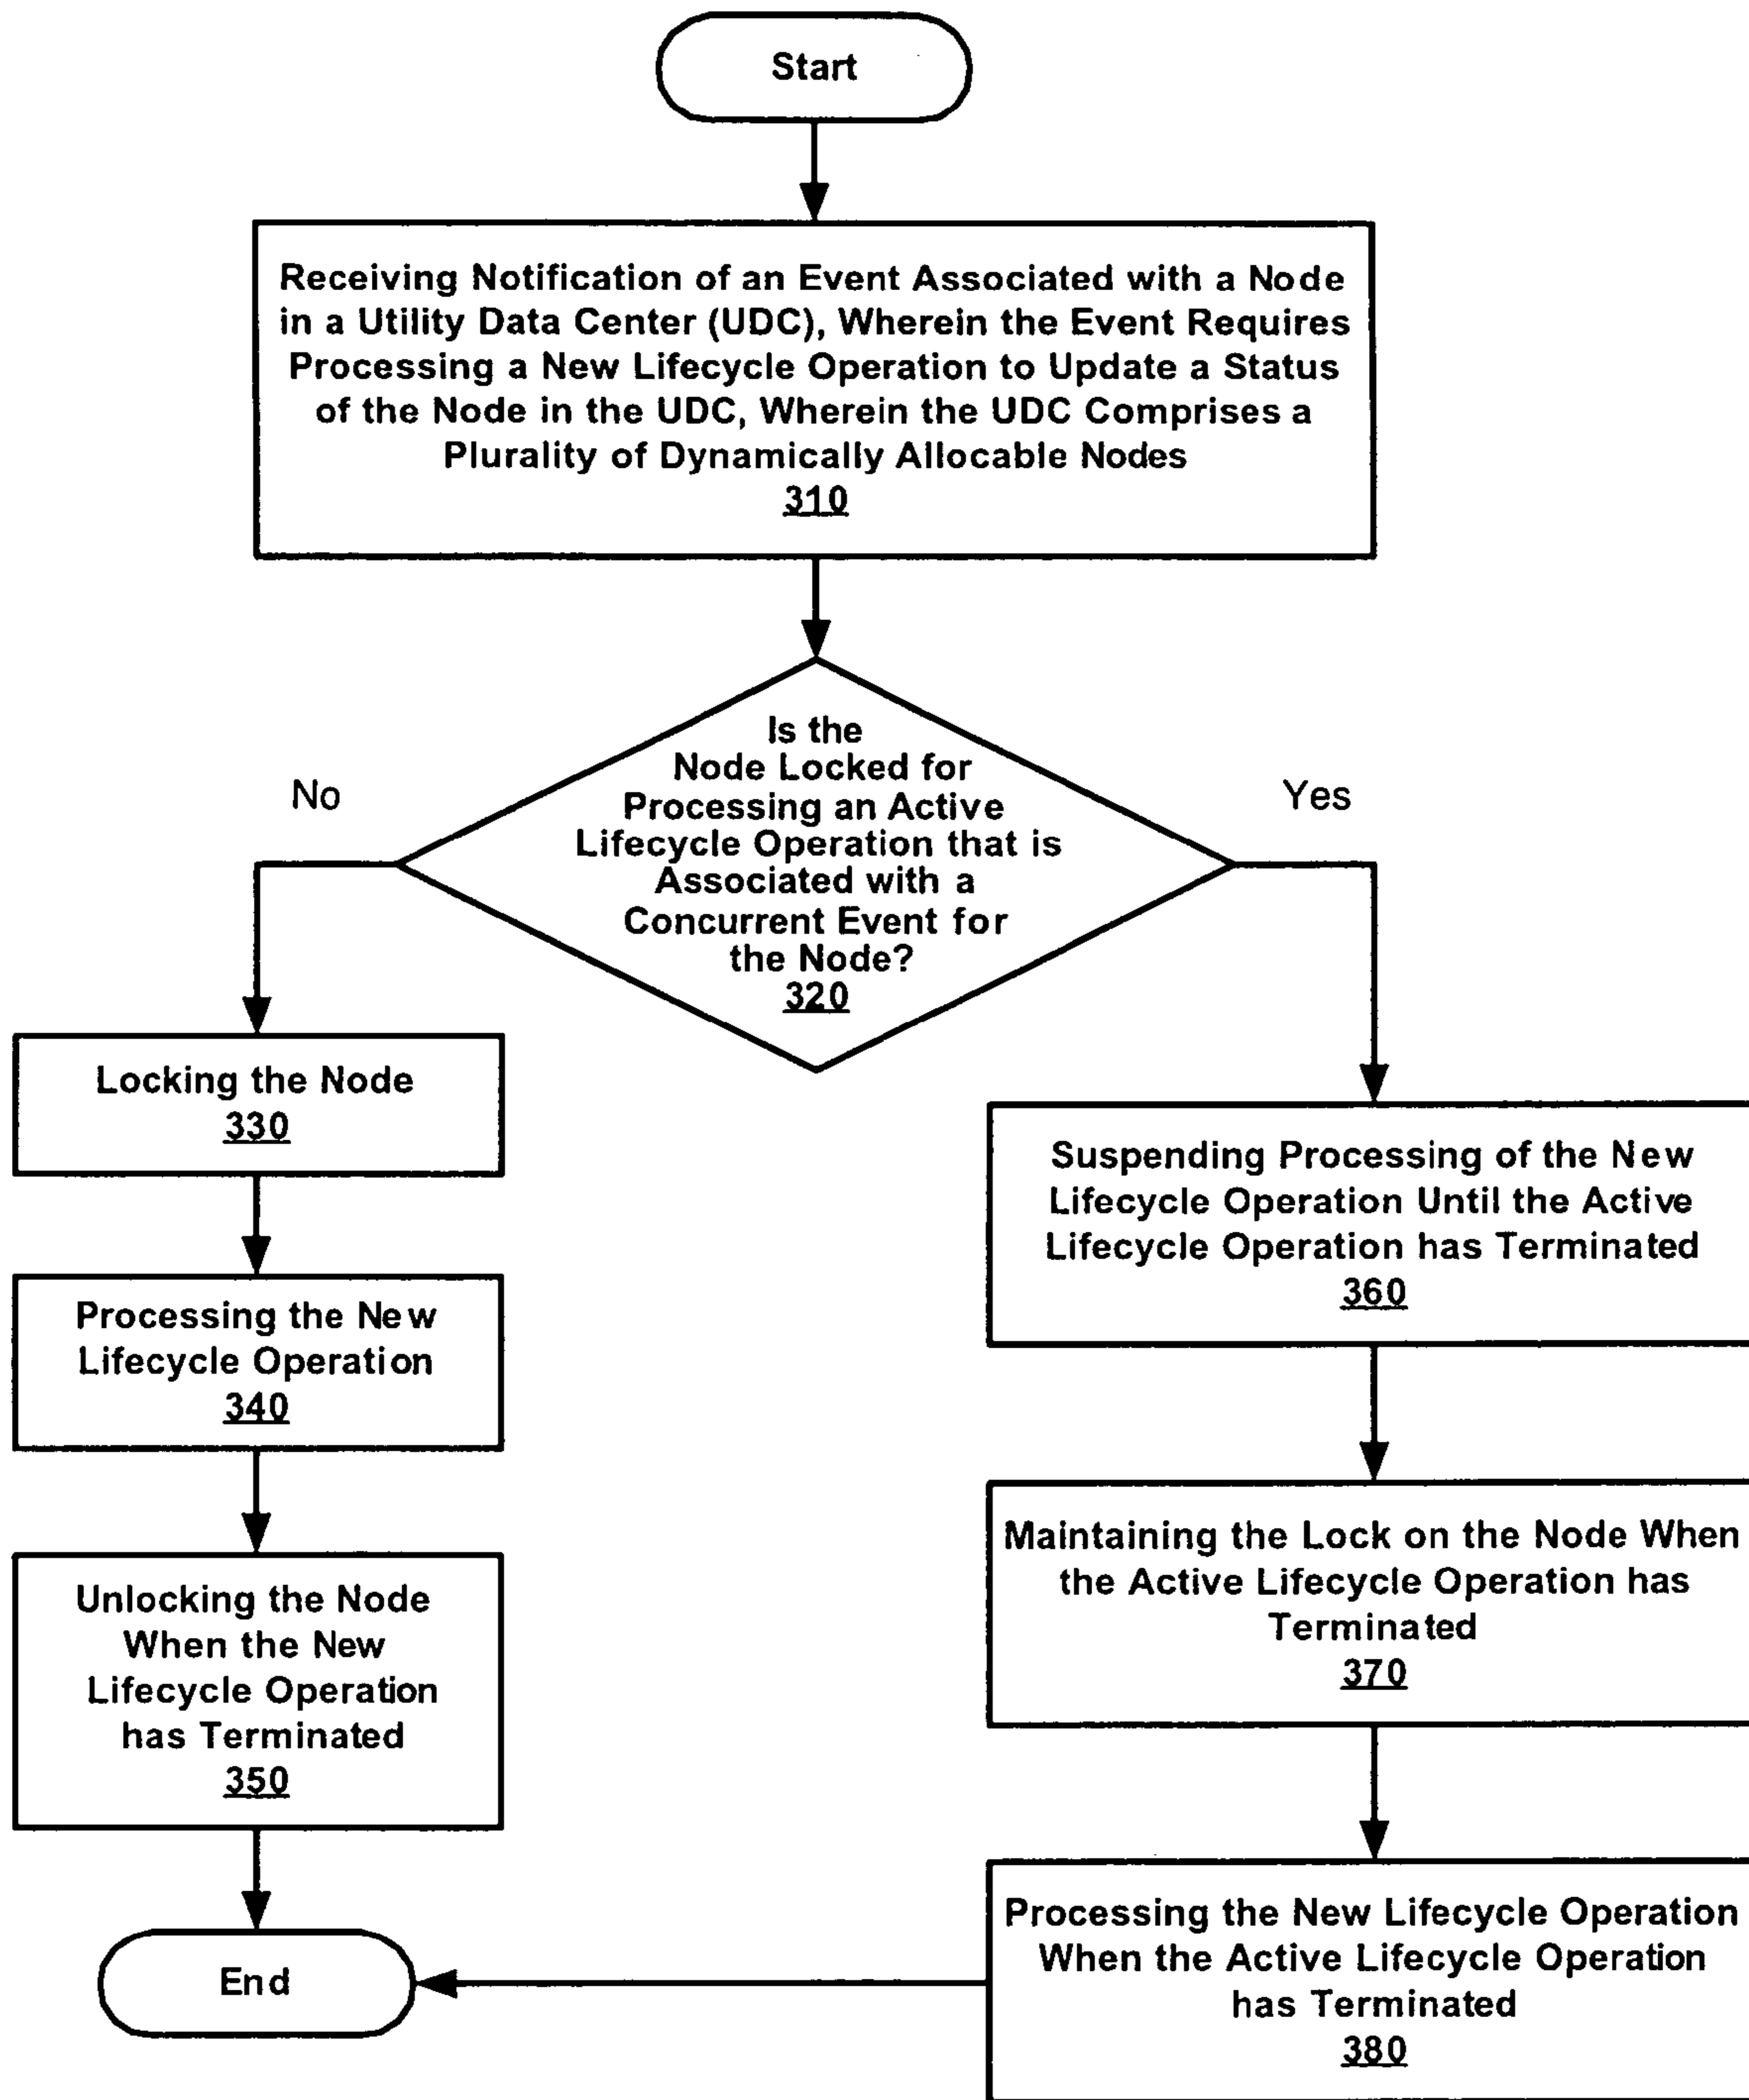 Start
Receiving Notification of an Event Associated with a Node
in a Utility Data Center (UDC), Wherein the Event Requires
Processing a New Lifecycle Operation to Update a Status
of the Node in the UDC, Wherein the UDC Comprises a
Plurality of Dynamically Allocable Nodes
310
Is the
Node Locked for
Processing an Active
Lifecycle Operation that is
Associated with a
Concurrent Event for
the Node?
320
No
Yes
Locking the Node
330
Processing the New
Lifecycle Operation
340
Unlocking the Node
When the New
Lifecycle Operation
has Terminated
350
End
Suspending Processing of the New
Lifecycle Operation Until the Active
Lifecycle Operation has Terminated
360
Maintaining the Lock on the Node When
the Active Lifecycle Operation has
Terminated
370
Processing the New Lifecycle Operation
When the Active Lifecycle Operation
has Terminated
380